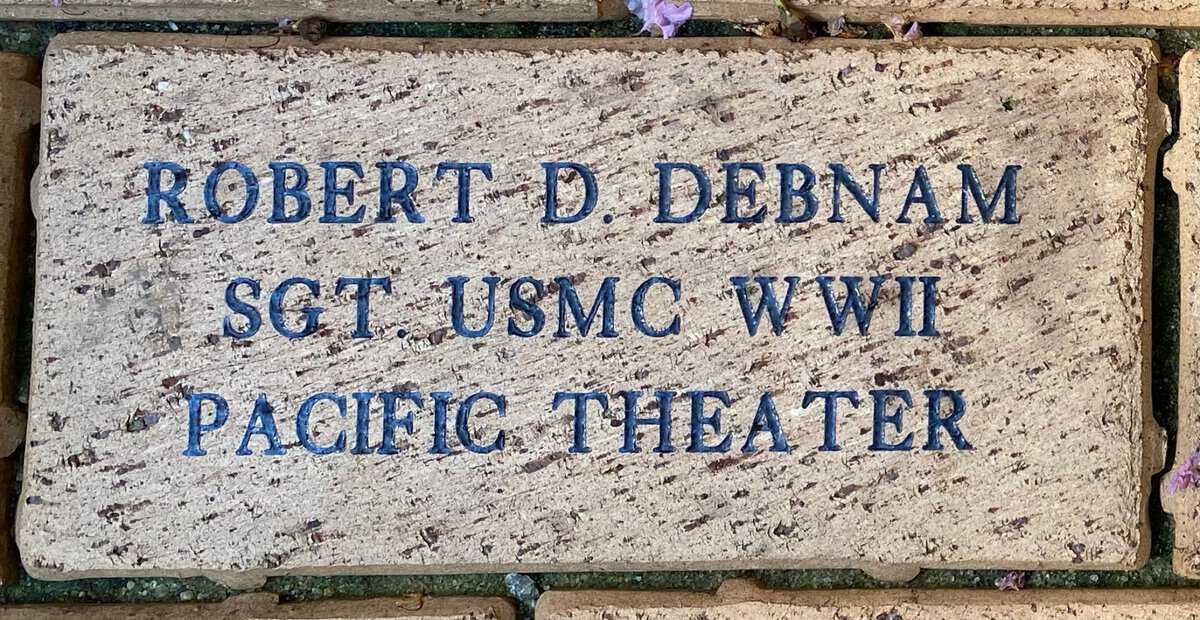 ROBERT D. DEBNAM
SGT. USMC WWII
PACIFIC THEATER